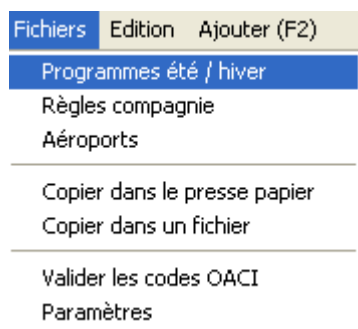 Fichiers Edition Ajouter (F2)
Programmes été / hiver
Règles compagnie
Aéroports
Copier dans le presse papier
Copier dans un fichier
Valider les codes OACI
Paramètres